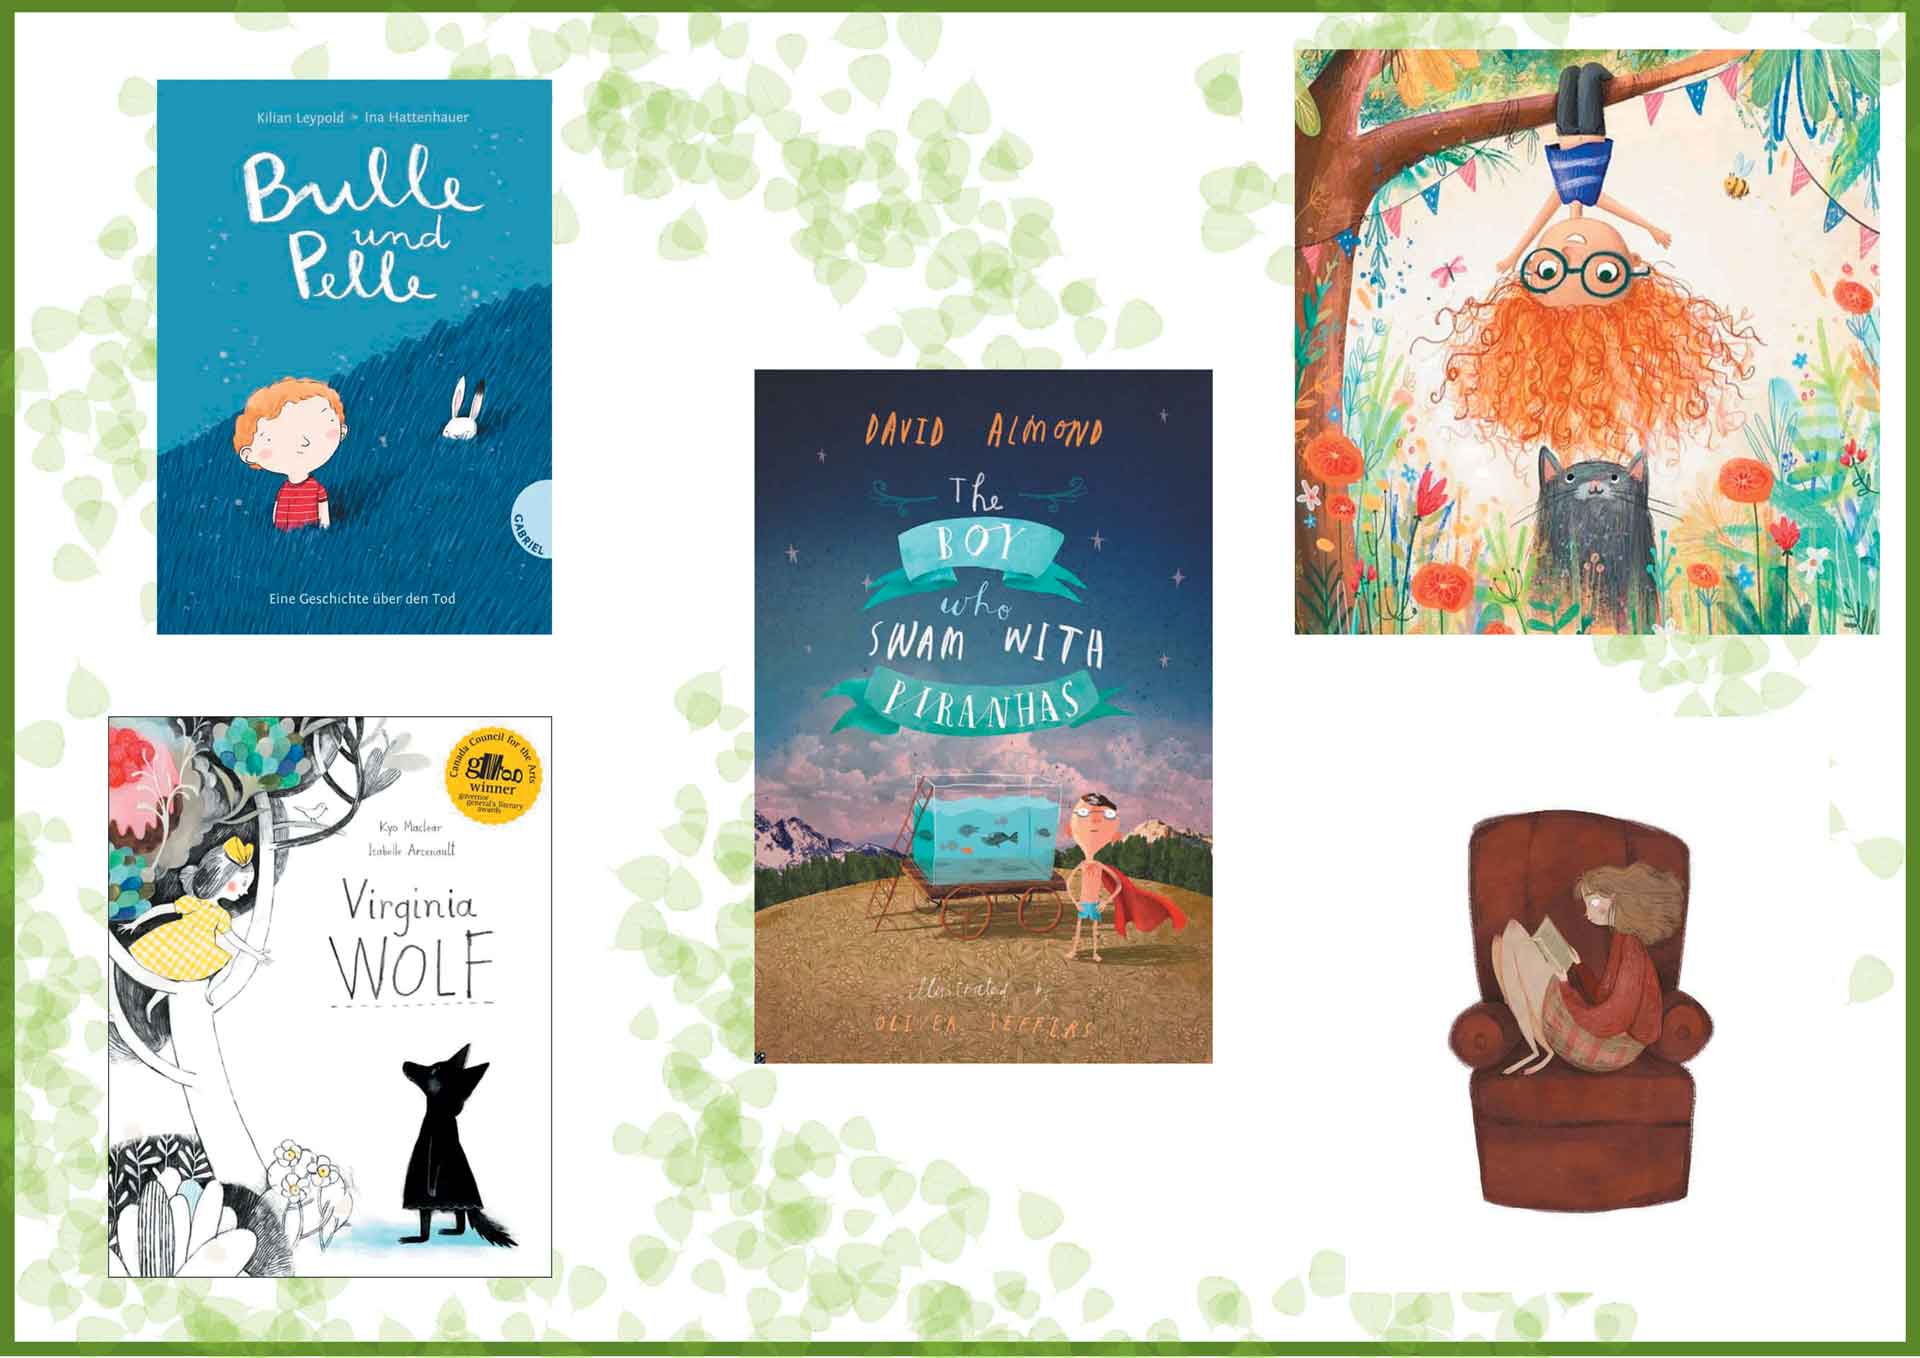 Kilian Leypold • Ina Hattenhauer
Bulle
und
Pelle
GABRIEL
Eine Geschichte über den Tod
DAVID ALMOND
The
BOY
who
SWAM WITH
PIRANHAS
illustrated by
OLIVER JEFFERS
Canada Council for the Arts
winner
governor
general's literary
awards
Kyo Maclear
Isabelle Arsenault
Virginia
WOLF